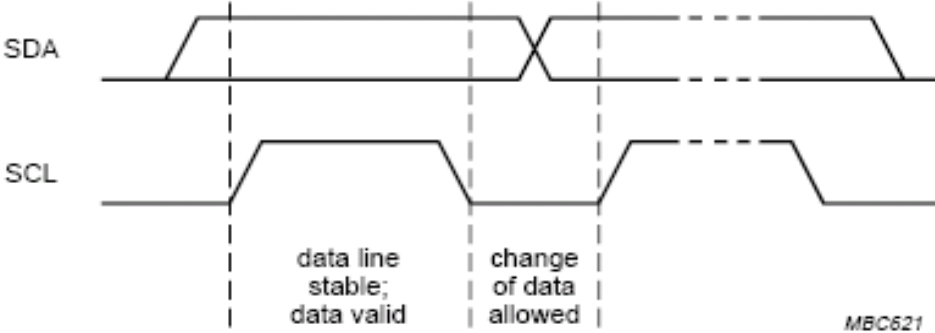 SDA
SCL
data line
stable;
data valid
change
of data
allowed
MBC621